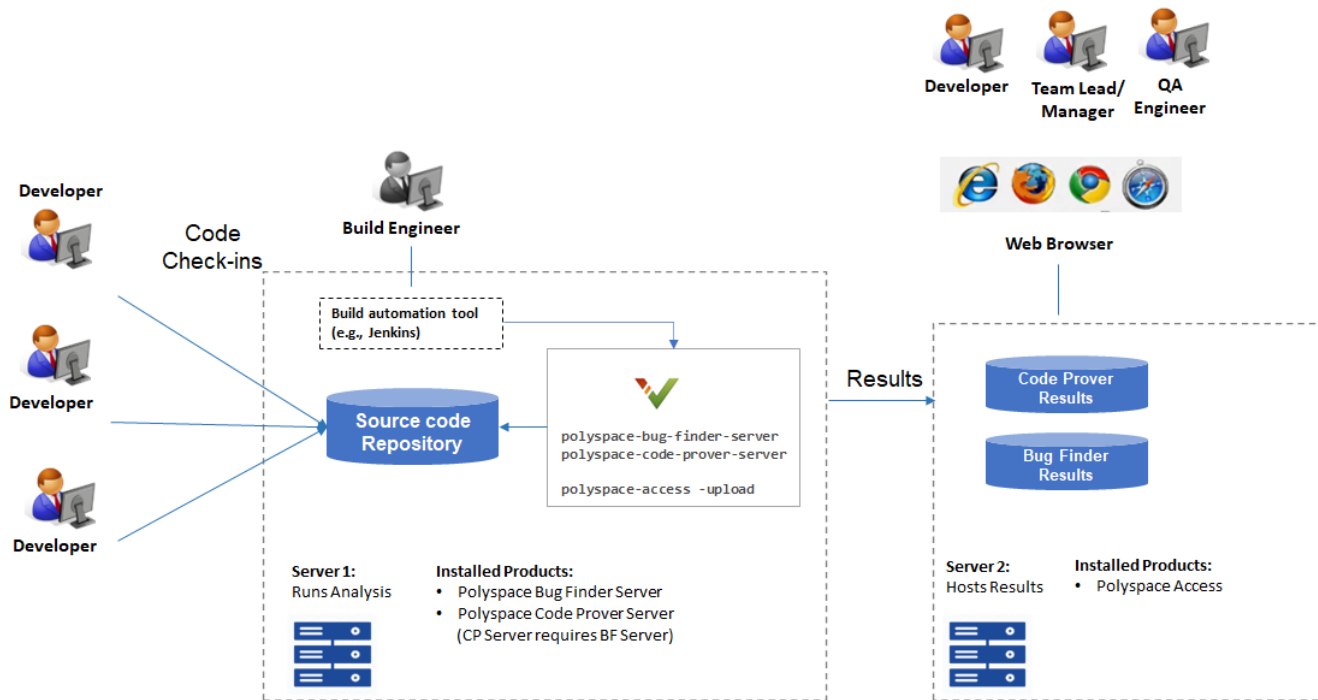 Developer
Team Lead/
Manager
QA
Engineer
Developer
Code
Check-ins
Build Engineer
Web Browser
Build automation tool
(e.g., Jenkins)
Developer
Source code
Repository
polyspace-bug-finder-server
polyspace-code-prover-server
polyspace-access -upload
Results
Code Prover
Results
Bug Finder
Results
Developer
Server 1:
Runs Analysis
Installed Products:
• Polyspace Bug Finder Server
• Polyspace Code Prover Server
(CP Server requires BF Server)
Server 2:
Hosts Results
Installed Products:
• Polyspace Access